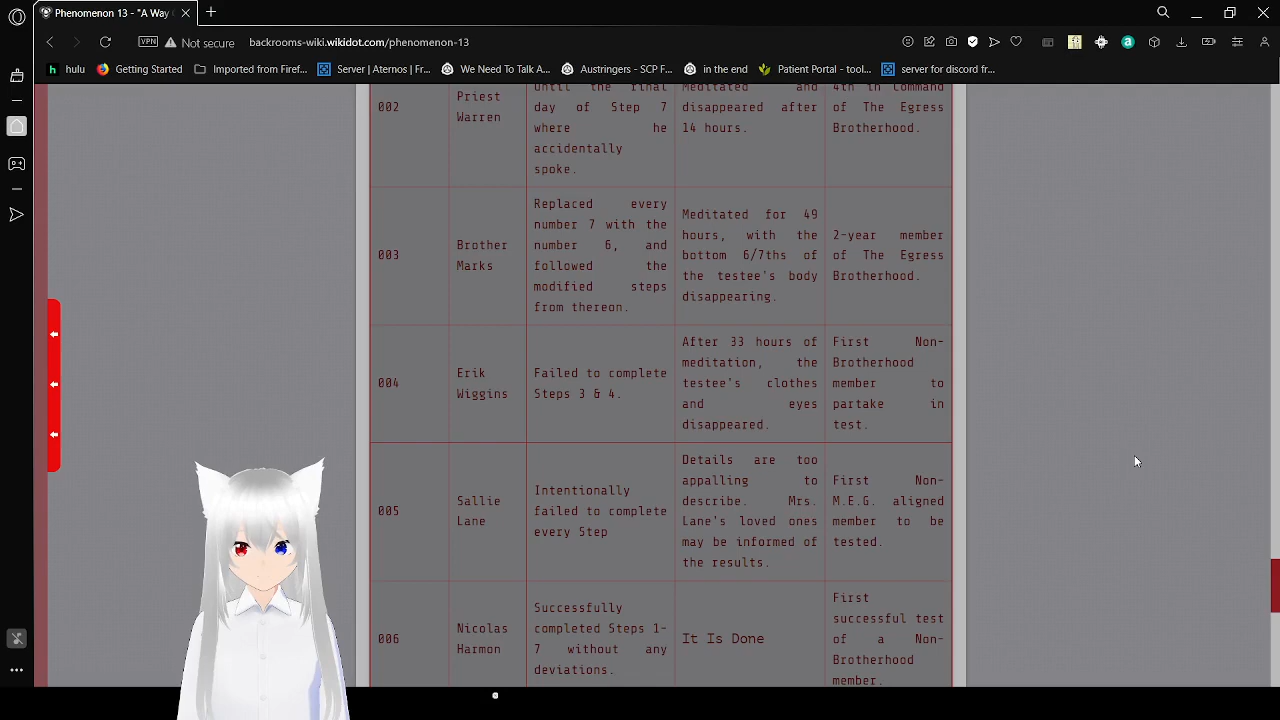 Phenomenon 13 - "A Way
VPN
Not secure
backrooms-wiki.wikidot.com/phenomenon-13
hulu
Getting Started
Imported from Firef...
Server | Aternos | Fr...
We Need To Talk A...
Austringers - SCP F...
in the end
Patient Portal - tool...
server for discord fr...
002
Priest
Warren
until the final
day of Step 7
where he
accidentally
spoke.
Meditated and
disappeared after
14 hours.
4th in Command
of The Egress
Brotherhood.
003
Brother
Marks
Replaced every
number 7 with the
number 6, and
followed the
modified steps
from thereon.
Meditated for 49
hours, with the
bottom 6/7ths of
the testee's body
disappearing.
2-year member
of The Egress
Brotherhood.
004
Erik
Wiggins
Failed to complete
Steps 3 & 4.
After 33 hours of
meditation, the
testee's clothes
and eyes
disappeared.
First Non-
Brotherhood
member to
partake in
test.
005
Sallie
Lane
Intentionally
failed to complete
every Step
Details are too
appalling to
describe. Mrs.
Lane's loved ones
may be informed of
the results.
First Non-
M.E.G. aligned
member to be
tested.
006
Nicolas
Harmon
Successfully
completed Steps 1-
7 without any
deviations.
It Is Done
First
successful test
of a Non-
Brotherhood
member.